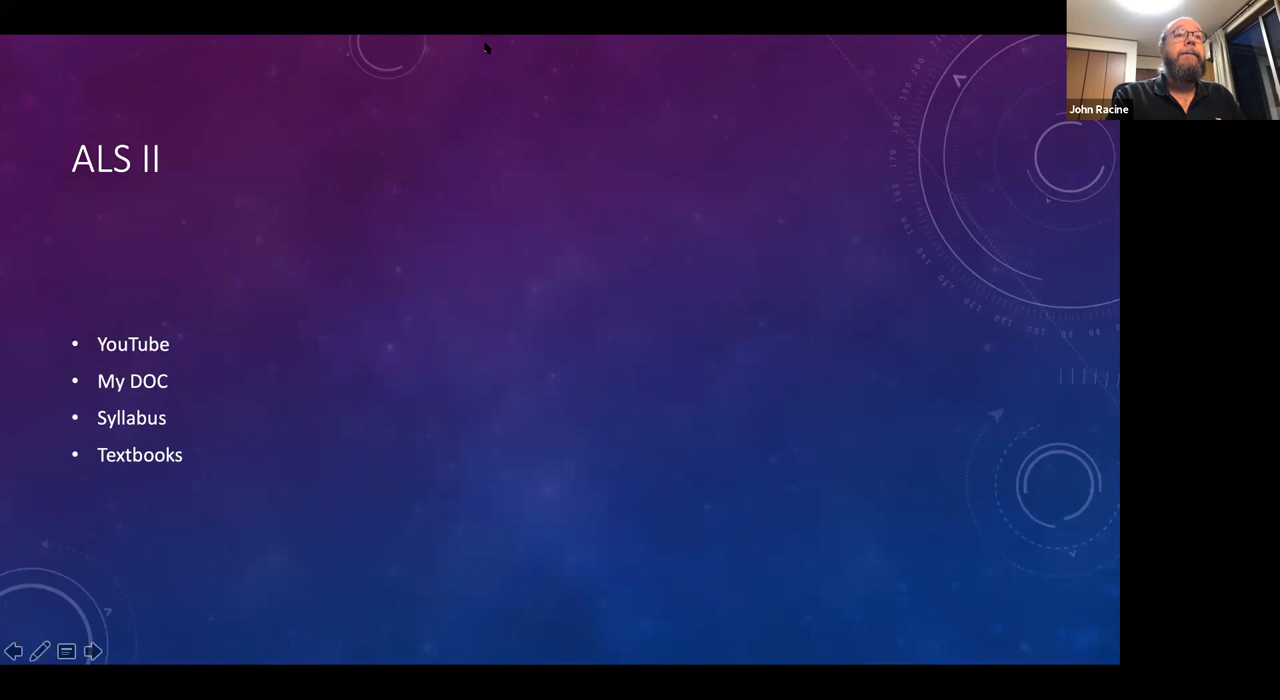 John Racine
ALS II
• YouTube
• My DOC
• Syllabus
• Textbooks